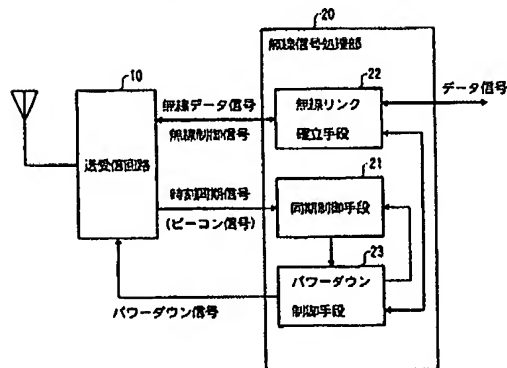 20
無線信号処理部
10
22
無線データ信号
無線制御信号
無線リンク
確立手段
データ信号
送受信回路
21
時刻同期信号
(ビーコン信号)
同期制御手段
23
パワーダウン
制御手段
パワーダウン信号